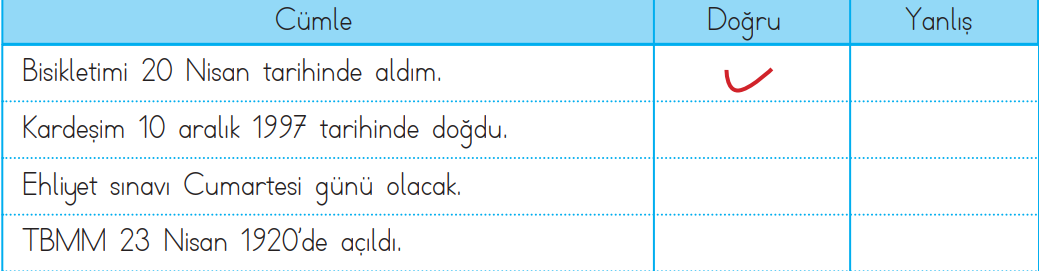 Cümle Doğru Yanlış
Bisikletimi 20 Nisan tarihinde aldım.
Kardeşim 10 aralık 1997 tarihinde doğdu.
Ehliyet sınavı Cumartesi günü olacak.
TBMM 23 Nisan 1920'de açıldı.